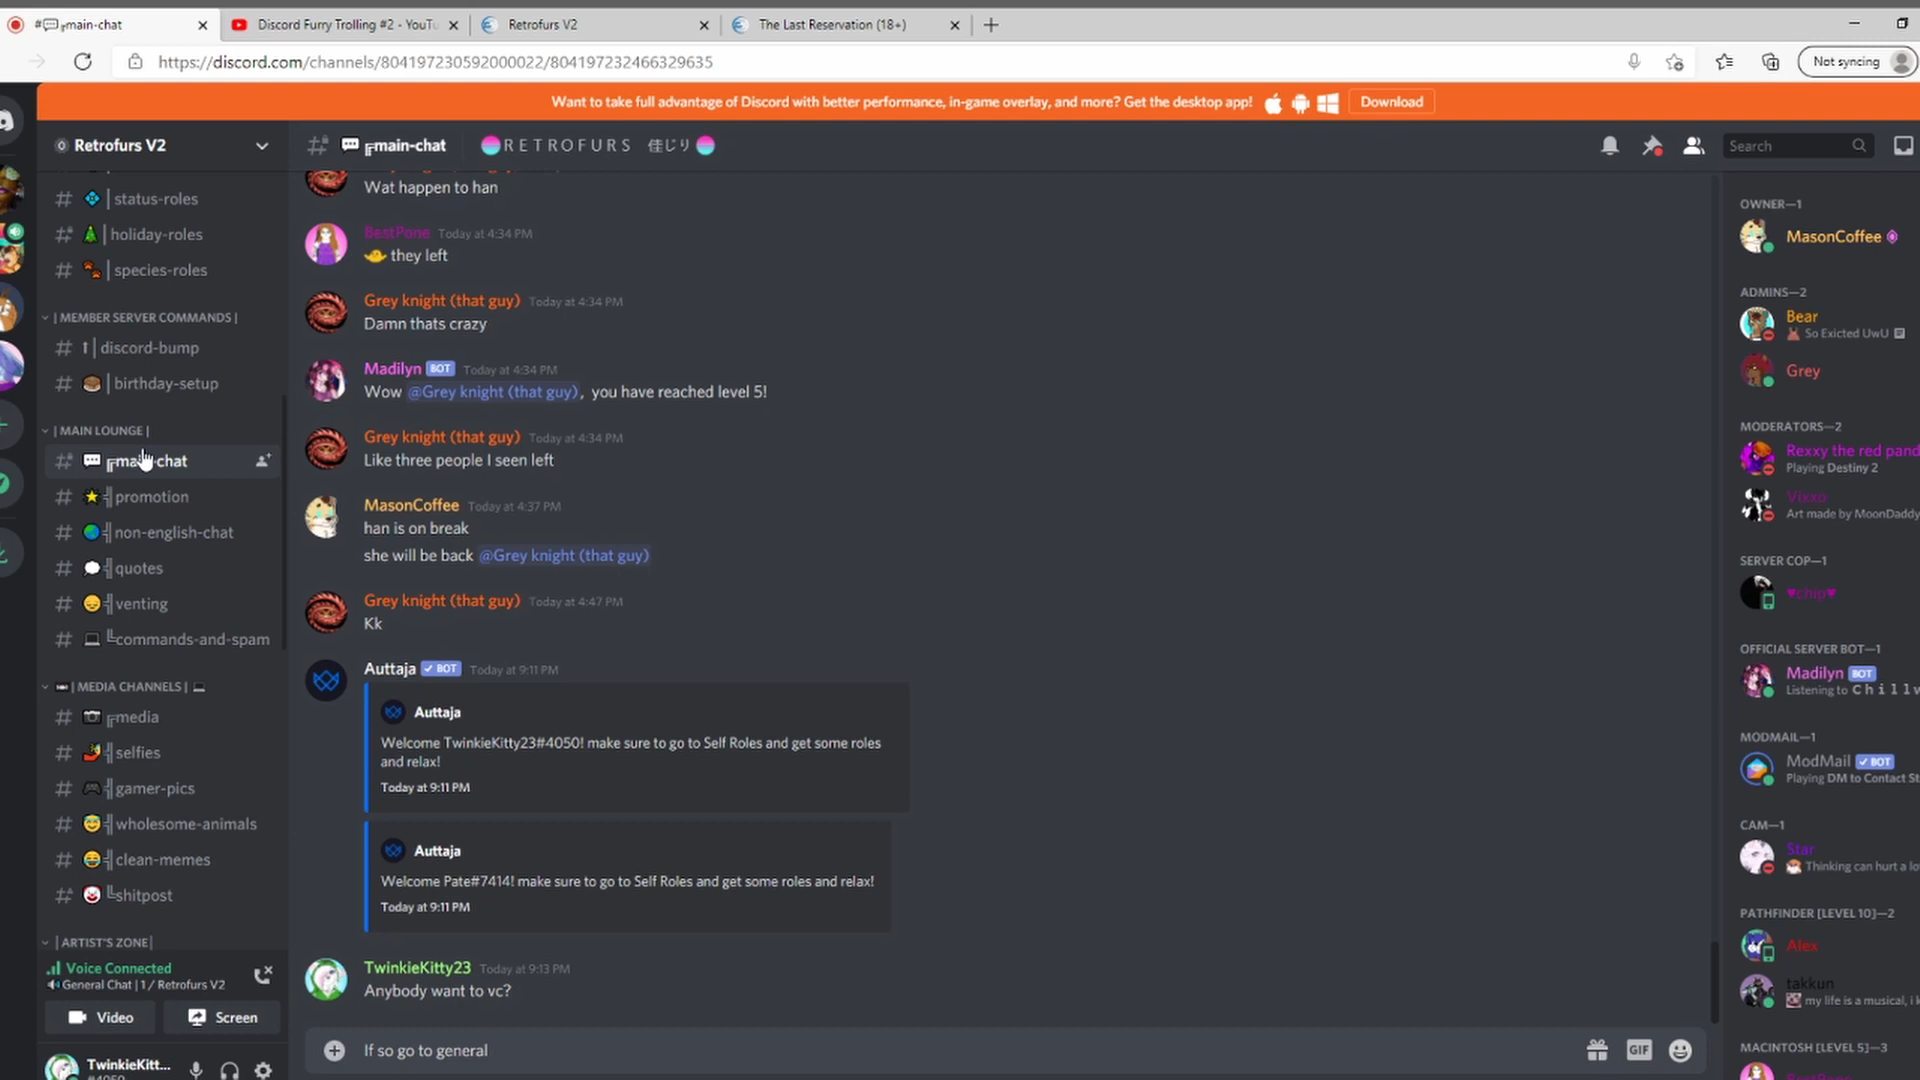 #💬╔main-chat
Discord Furry Trolling #2 - YouTu
Retrofurs V2
The Last Reservation (18+)
https://discord.com/channels/804197230592000022/804197232466329635
Not syncing
Want to take full advantage of Discord with better performance, in-game overlay, and more? Get the desktop app!
Download
Retrofurs V2
# 💬╔main-chat
RETROFURS 佳じり
Search
# | status-roles
# | holiday-roles
# | species-roles
| MEMBER SERVER COMMANDS |
# | discord-bump
# | birthday-setup
| MAIN LOUNGE |
# 💬╔main-chat
# ⭐╣promotion
# ╣non-english-chat
# ╣quotes
# ╣venting
# ╚commands-and-spam
| MEDIA CHANNELS |
# ╔media
# ╣selfies
# ╣gamer-pics
# ╣wholesome-animals
# 😂╣clean-memes
# ╚shitpost
| ARTIST'S ZONE|
Voice Connected
General Chat | 1 / Retrofurs V2
Video
Screen
TwinkieKitt...
#4050
Wat happen to han
BestPone Today at 4:34 PM
they left
Grey knight (that guy) Today at 4:34 PM
Damn thats crazy
Madilyn BOT Today at 4:34 PM
Wow @Grey knight (that guy), you have reached level 5!
Grey knight (that guy) Today at 4:34 PM
Like three people I seen left
MasonCoffee Today at 4:37 PM
han is on break
she will be back @Grey knight (that guy)
Grey knight (that guy) Today at 4:47 PM
Kk
Auttaja ✓ BOT Today at 9:11 PM
Auttaja
Welcome TwinkieKitty23#4050! make sure to go to Self Roles and get some roles
and relax!
Today at 9:11 PM
Auttaja
Welcome Pate#7414! make sure to go to Self Roles and get some roles and relax!
Today at 9:11 PM
TwinkieKitty23 Today at 9:13 PM
Anybody want to vc?
If so go to general
GIF
OWNER—1
MasonCoffee
ADMINS—2
Bear
So Exicted UwU
Grey
MODERATORS—2
Rexxy the red pand
Playing Destiny 2
Vixxo
Art made by MoonDaddy
SERVER COP—1
♥chip♥
OFFICIAL SERVER BOT—1
Madilyn BOT
Listening to C h i l l w
MODMAIL—1
ModMail ✓ BOT
Playing DM to Contact St
CAM—1
Star
Thinking can hurt a lo
PATHFINDER [LEVEL 10]—2
Alex
takkun
my life is a musical, i k
MACINTOSH [LEVEL 5]—3
BestPone